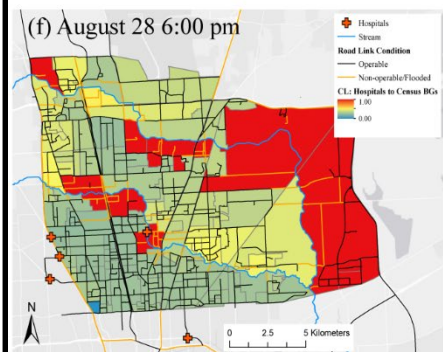 (f) August 28 6:00 pm
Hospitals
Stream
Road Link Condition
Operable
Non-operable/Flooded
CL: Hospitals to Census BGs
1.00
0.00
N
0 2.5 5 Kilometers